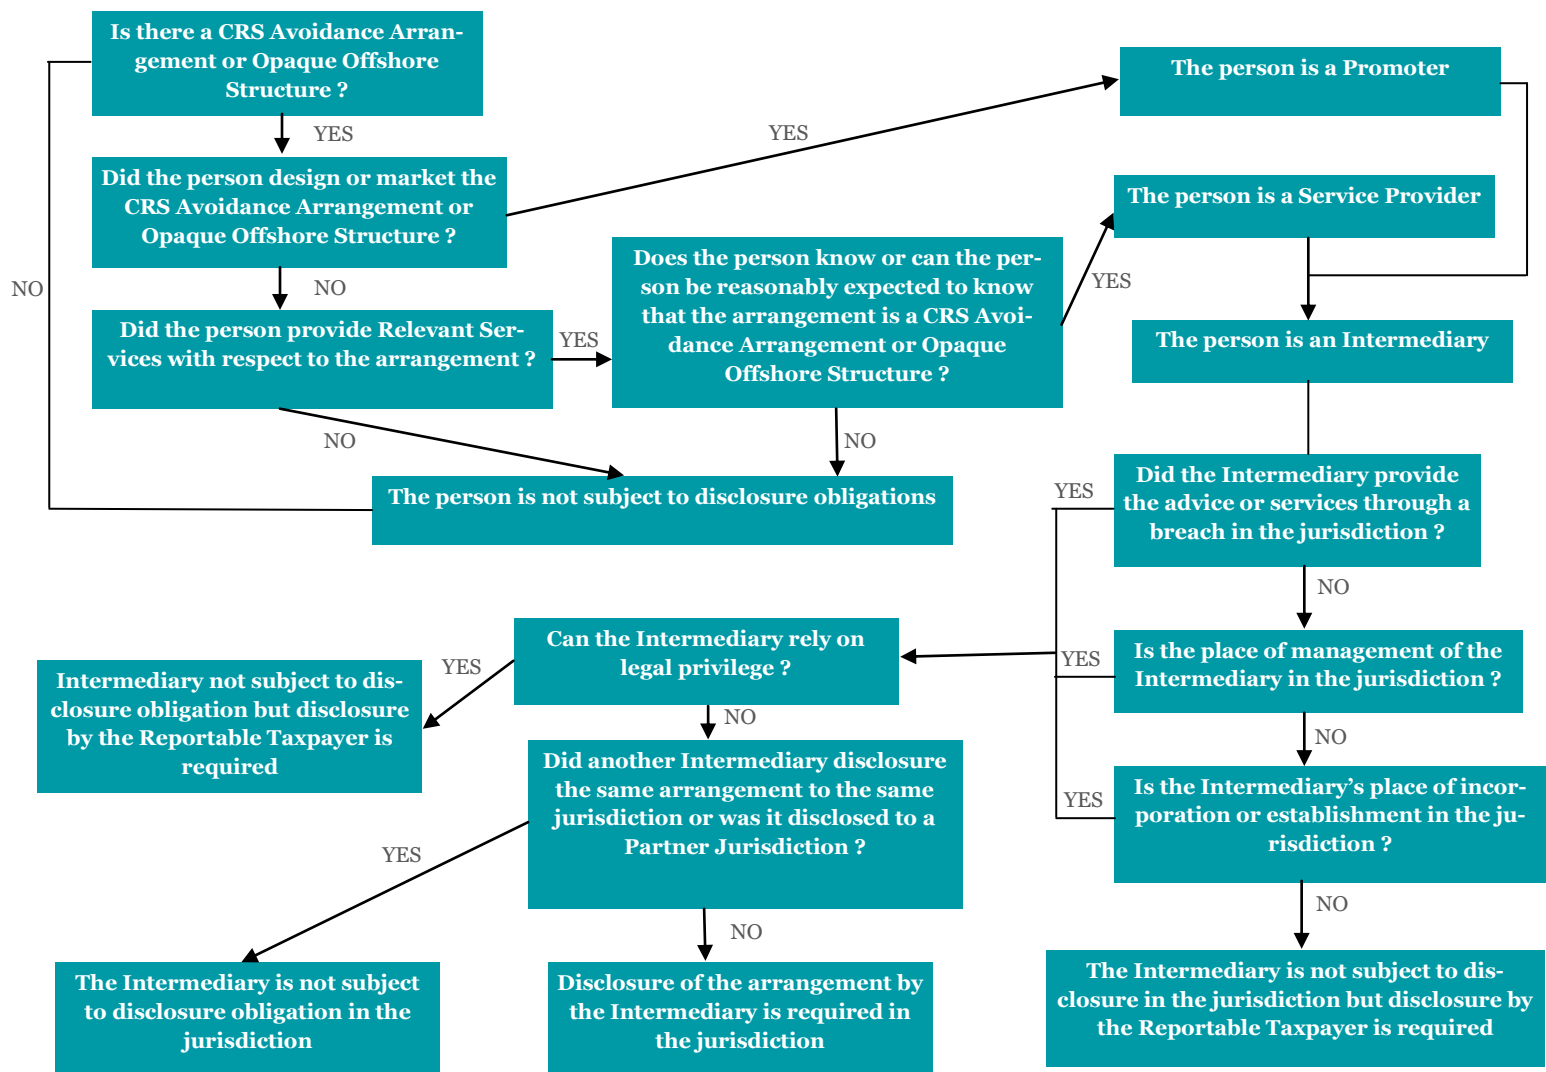 Is there a CRS Avoidance Arran-
gement or Opaque Offshore
Structure ?
YES
Did the person design or market the
CRS Avoidance Arrangement or
Opaque Offshore Structure ?
YES
The person is a Promoter
NO
NO
Did the person provide Relevant Ser-
vices with respect to the arrangement ?
YES
Does the person know or can the per-
son be reasonably expected to know
that the arrangement is a CRS Avoi-
dance Arrangement or Opaque
Offshore Structure ?
YES
The person is a Service Provider
The person is an Intermediary
NO
NO
The person is not subject to disclosure obligations
Did the Intermediary provide
the advice or services through a
breach in the jurisdiction ?
YES
NO
Is the place of management of the
Intermediary in the jurisdiction ?
YES
NO
Is the Intermediary's place of incor-
poration or establishment in the ju-
risdiction ?
YES
NO
The Intermediary is not subject to dis-
closure in the jurisdiction but disclosure by
the Reportable Taxpayer is required
Can the Intermediary rely on
legal privilege ?
YES
Intermediary not subject to dis-
closure obligation but disclosure
by the Reportable Taxpayer is
required
NO
Did another Intermediary disclosure
the same arrangement to the same
jurisdiction or was it disclosed to a
Partner Jurisdiction ?
YES
The Intermediary is not subject
to disclosure obligation in the
jurisdiction
NO
Disclosure of the arrangement by
the Intermediary is required in
the jurisdiction